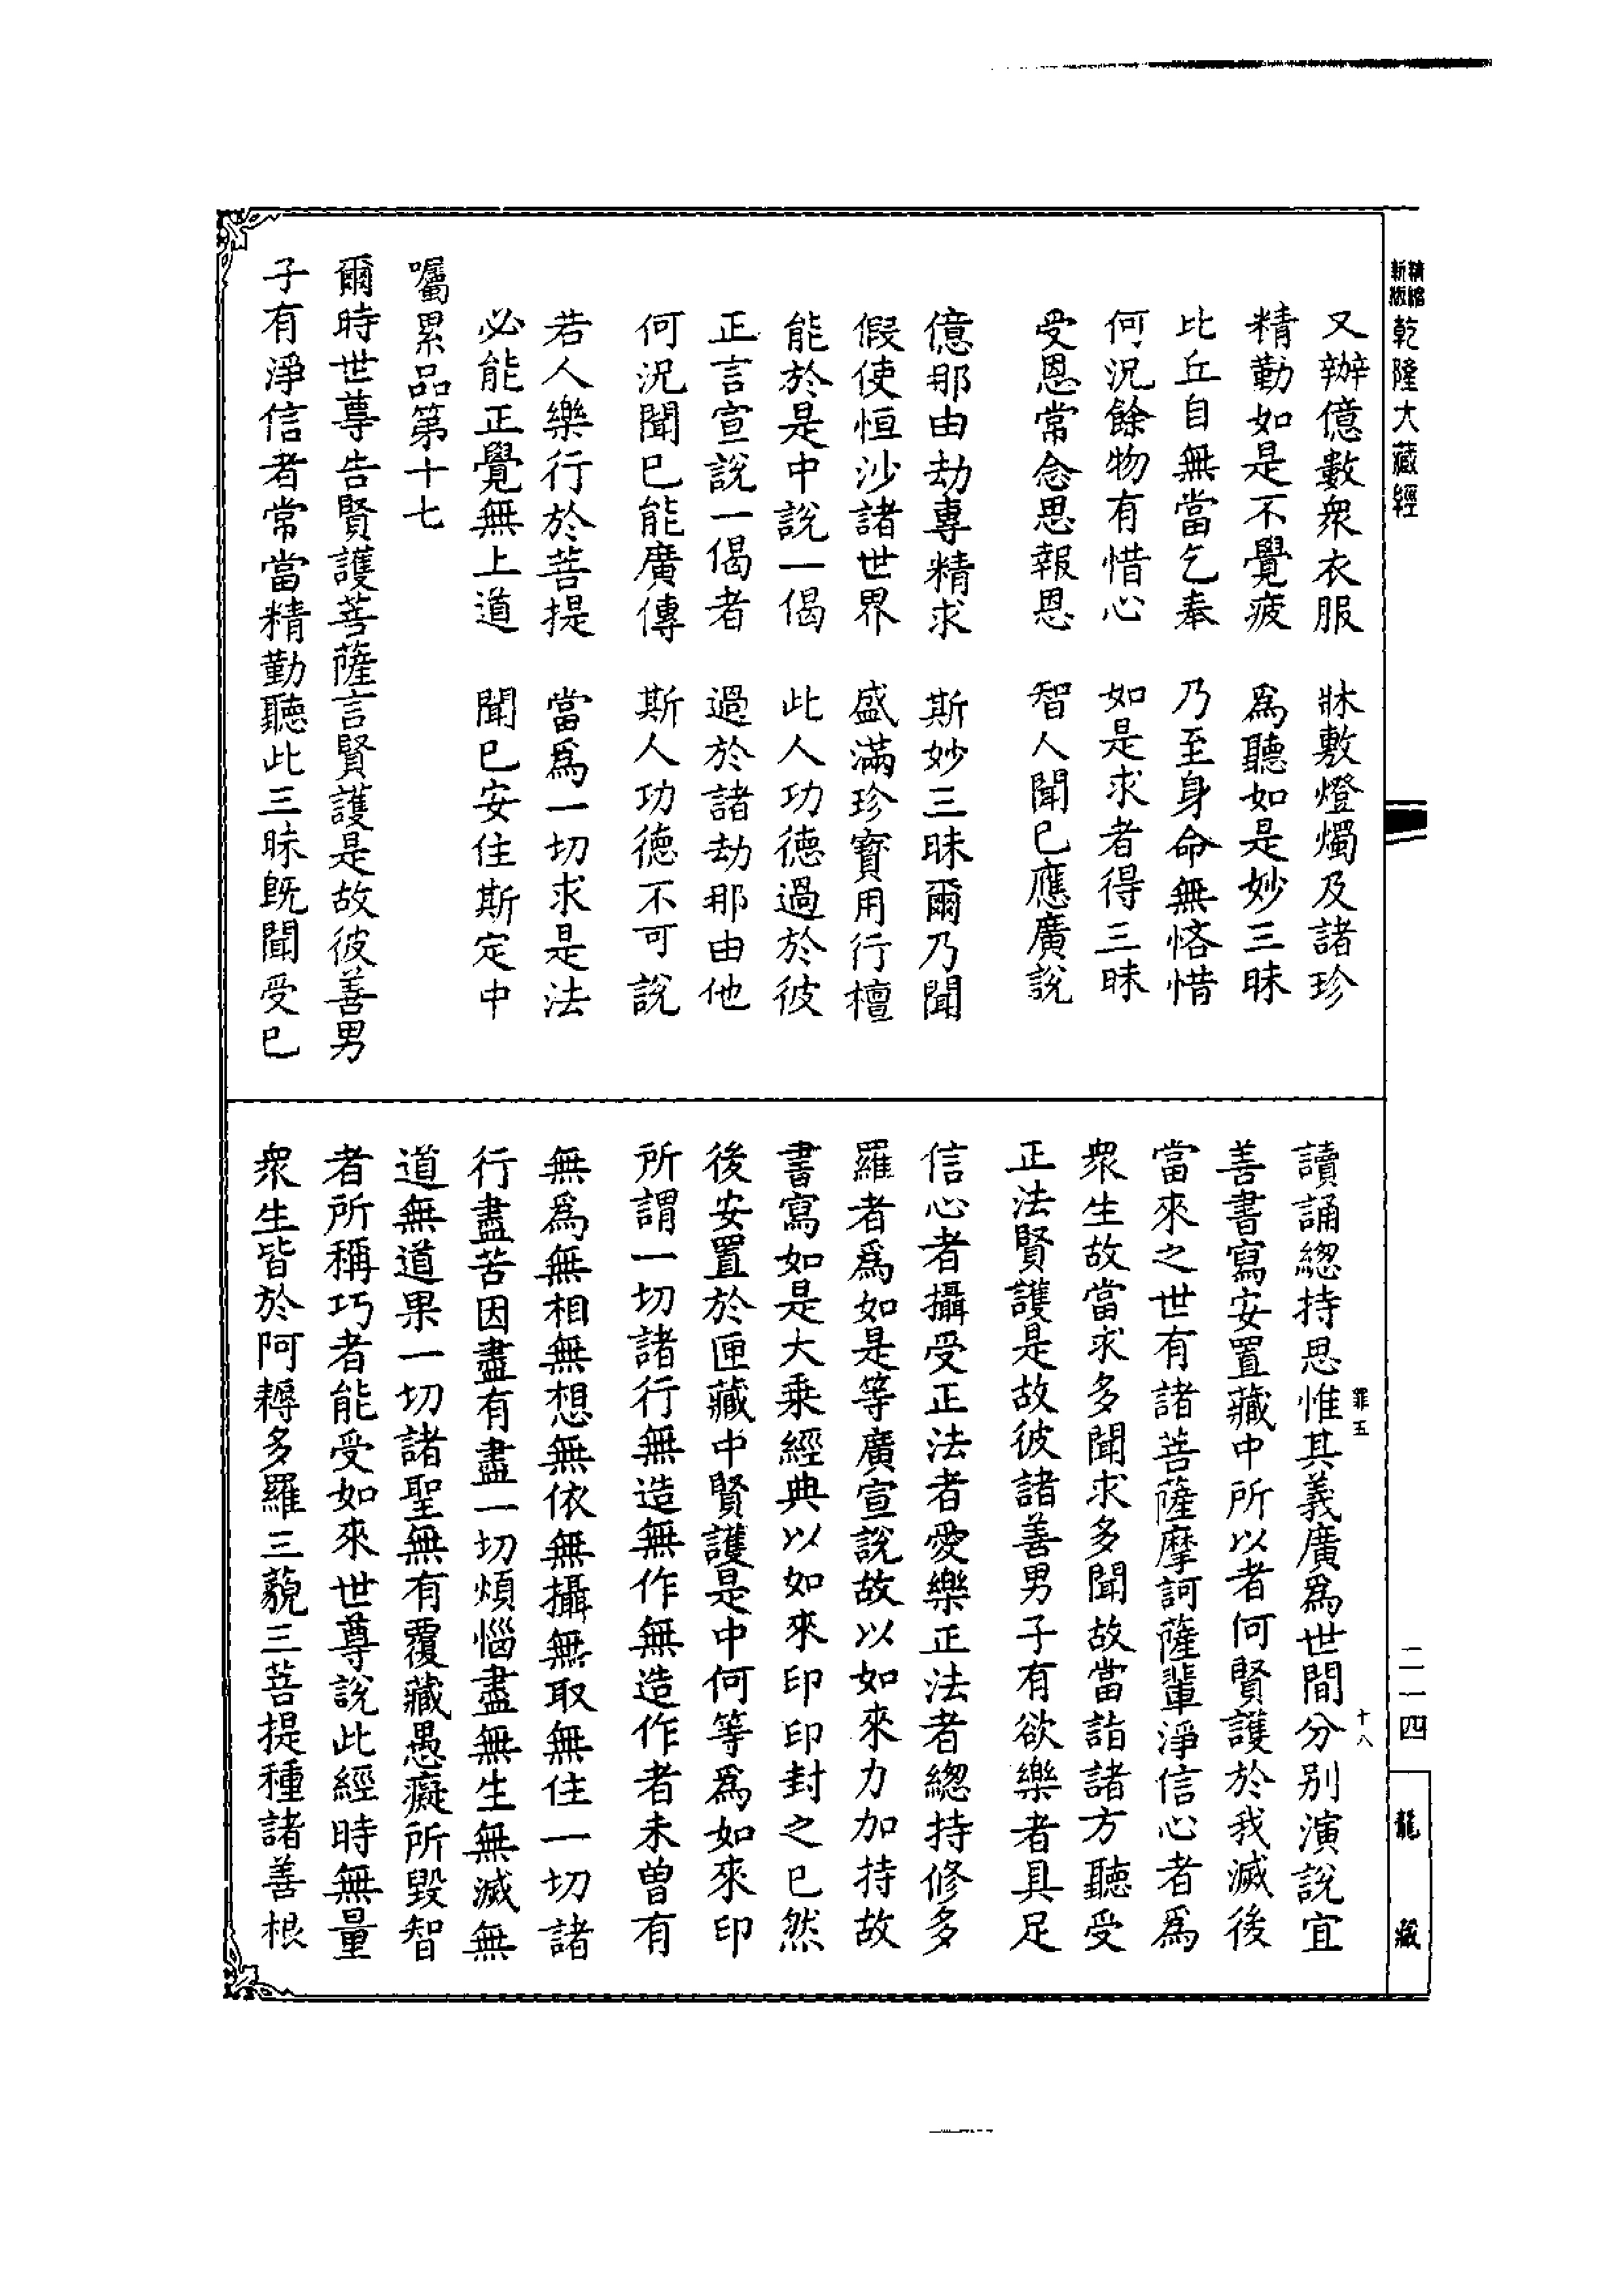 精縮新版乾隆大藏經
又辦億數衆衣服　牀敷燈燭及諸珍
精勤如是不覺疲　爲聽如是妙三昧
比丘自無當乞奉　乃至身命無悋惜
何況餘物有惜心　如是求者得三昧
受恩常念思報恩　智人聞已應廣說
億那由劫專精求　斯妙三昧爾乃聞
假使恒沙諸世界　盛滿珍寳用行檀
能於是中說一偈　此人功德過於彼
正言宣說一偈者　過於諸劫那由他
何況聞已能廣傳　斯人功德不可說
若人樂行於菩提　當爲一切求是法
必能正覺無上道　聞已安住斯定中
囑累品第十七
爾時世尊告賢護菩薩言賢護是故彼善男
子有淨信者常當精勤聽此三昧旣聞受已
讀誦總持思惟其義廣爲世間分別演說宜
善書寫安置藏中所以者何賢護於我滅後
當來之世有諸菩薩摩訶薩輩淨信心者爲
衆生故當求多聞求多聞故當詣諸方聽受
正法賢護是故彼諸善男子有欲樂者具足
信心者攝受正法者愛樂正法者總持修多
羅者爲如是等廣宣說故以如來力加持故
書寫如是大乘經典以如來印印封之已然
後安置於匣藏中賢護是中何等爲如來印
所謂一切諸行無造無作無造作者未曾有
無爲無相無想無依無攝無取無住一切諸
行盡苦因盡有盡一切煩惱盡無生無滅無
道無道果一切諸聖無有覆藏愚癡所毀智
者所稱巧者能受如來世尊說此經時無量
衆生皆於阿耨多羅三藐三菩提種諸善根
罪五
十八
二一四
龍藏